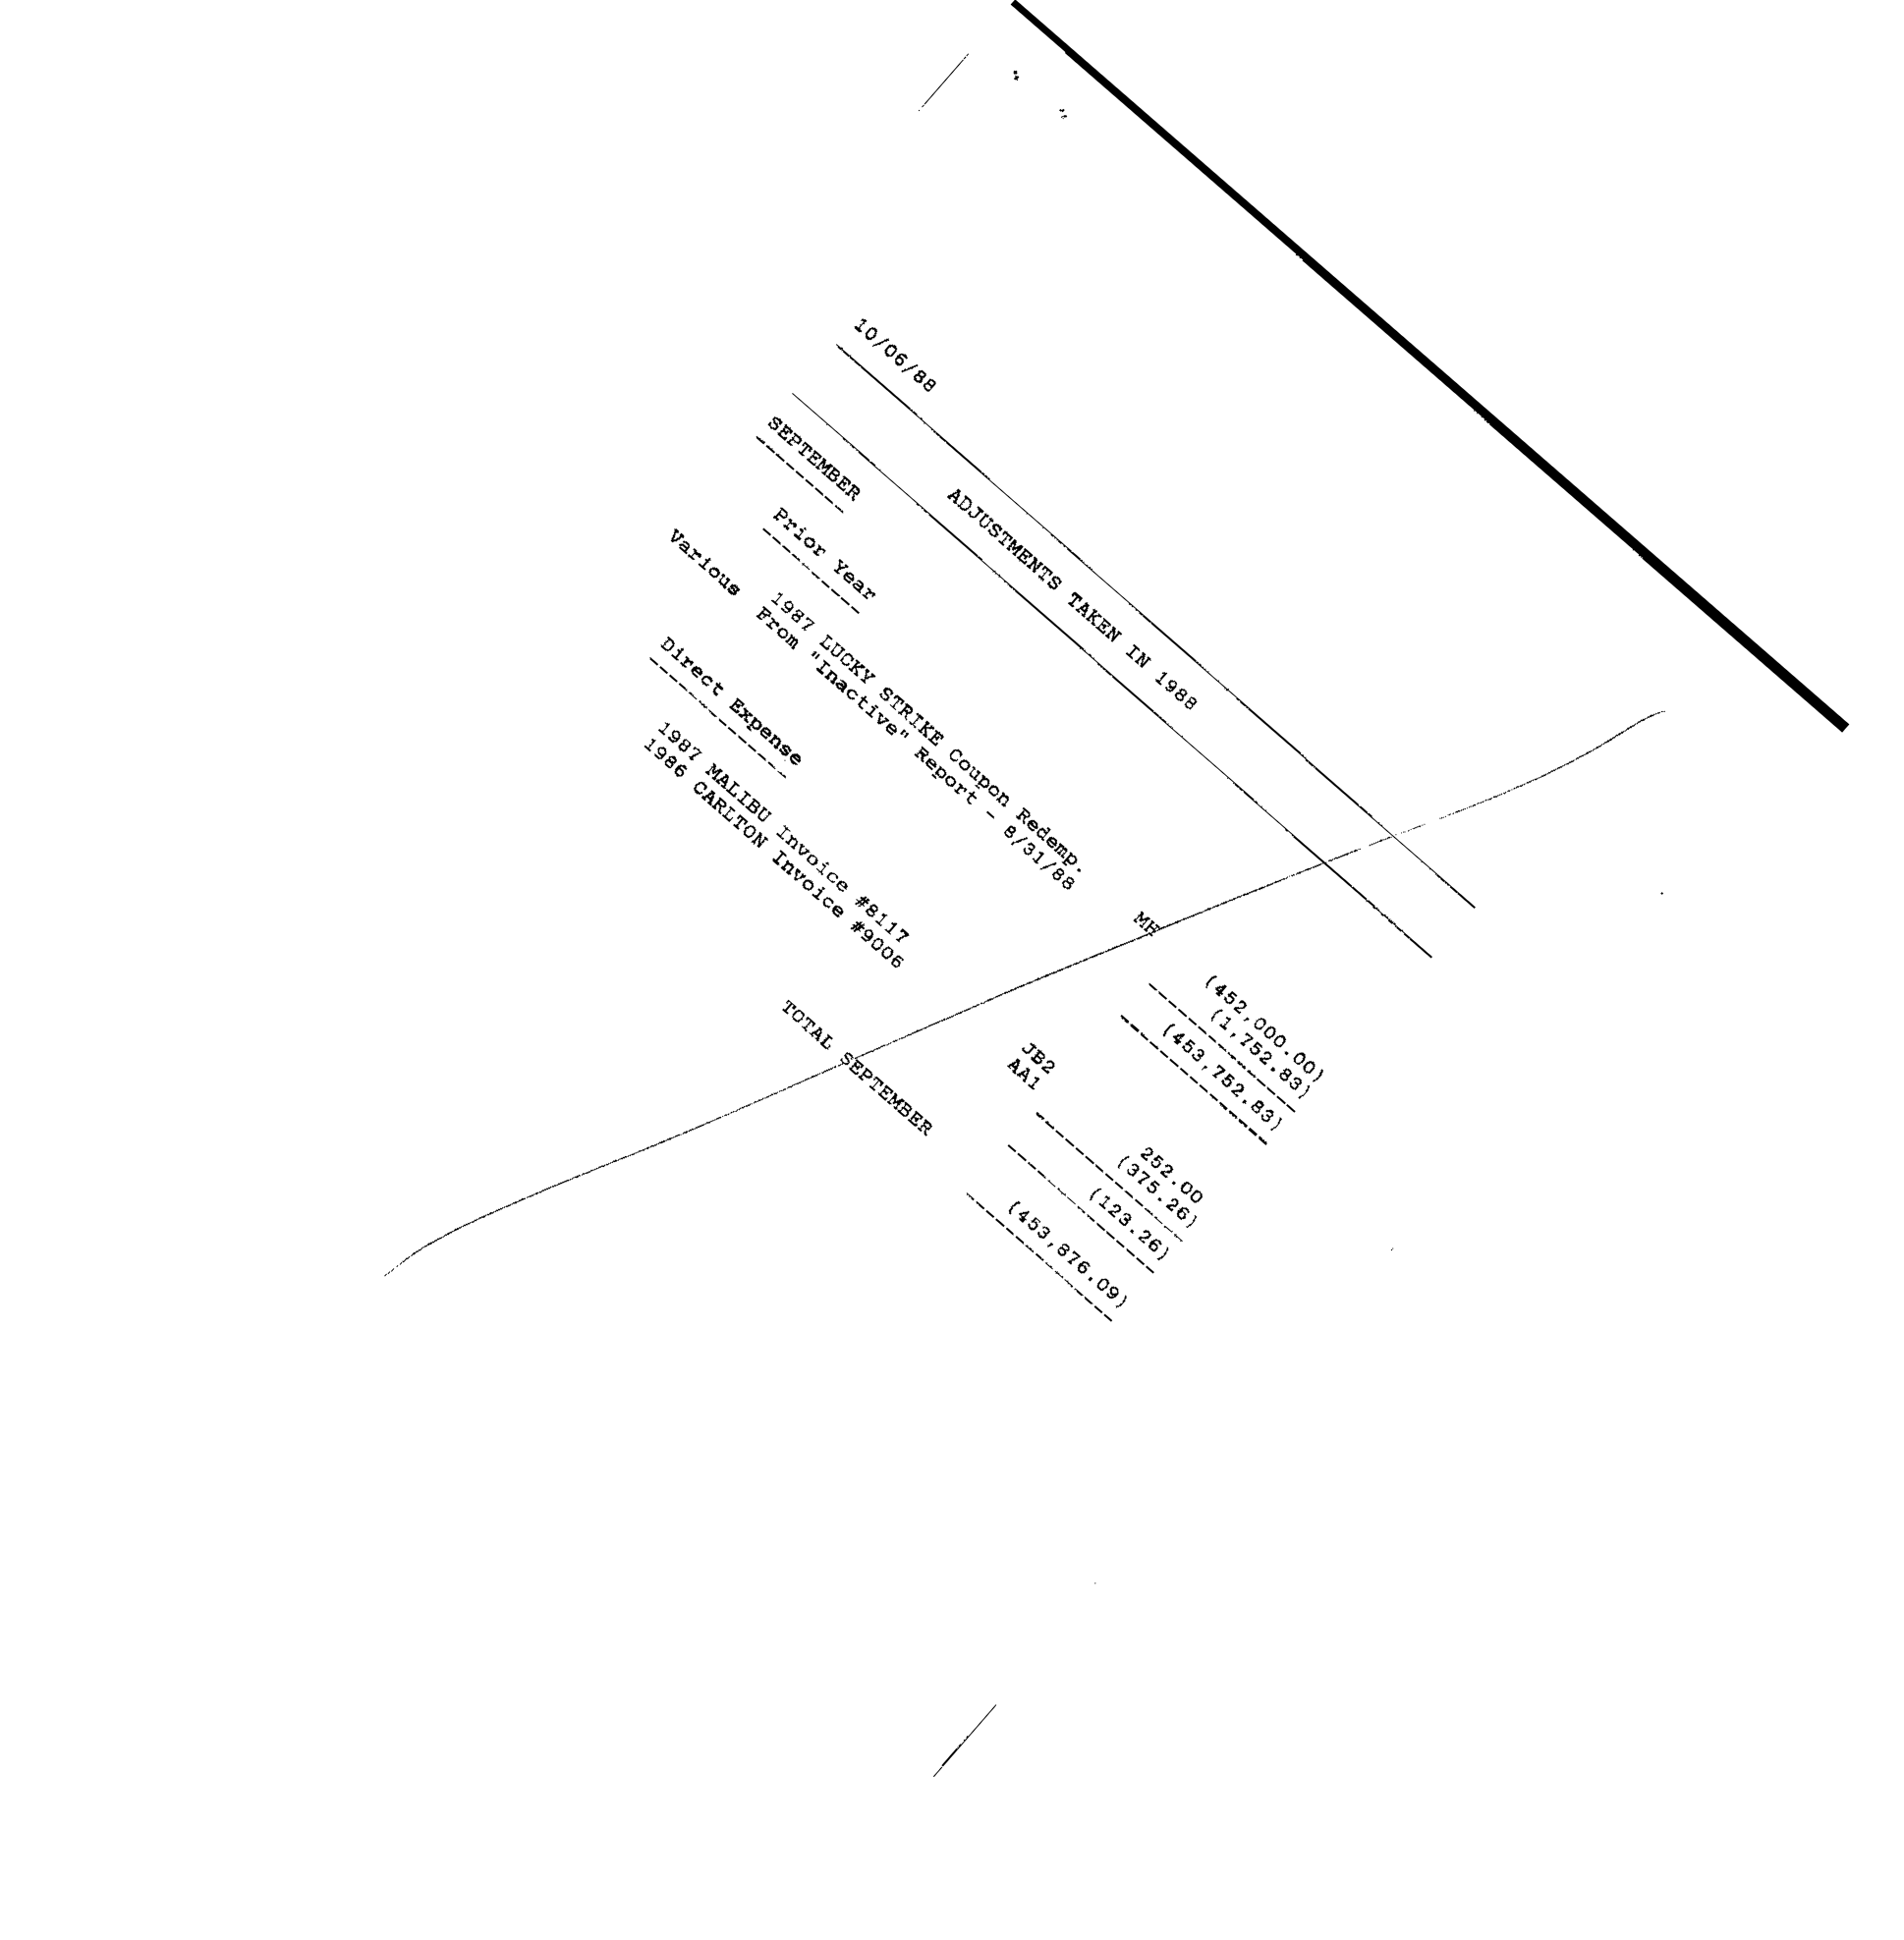 10/06/88
ADJUSTMENTS TAKEN IN 1988
SEPTEMBER
Prior Year
1987 LUCKY STRIKE Coupon Redemp. MH (452,000.00)
Various From "Inactive" Report - 8/31/88 (1,752.83)
(453,752.83)
Direct Expense
1987 MALIBU Invoice #8117 JB2 252.00
1986 CARLTON Invoice #9006 AA1 (375.26)
(123.26)
TOTAL SEPTEMBER (453,876.09)